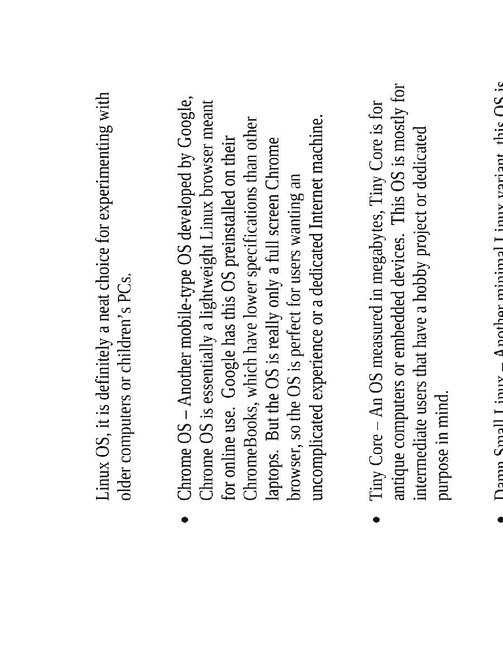 Linux OS, it is definitely a neat choice for experimenting with
older computers or children's PCs.
• Chrome OS – Another mobile-type OS developed by Google,
Chrome OS is essentially a lightweight Linux browser meant
for online use.  Google has this OS preinstalled on their
ChromeBooks, which have lower specifications than other
laptops.  But the OS is really only a full screen Chrome
browser, so the OS is perfect for users wanting an
uncomplicated experience or a dedicated Internet machine.
• Tiny Core – An OS measured in megabytes, Tiny Core is for
antique computers or embedded devices.  This OS is mostly for
intermediate users that have a hobby project or dedicated
purpose in mind.
• Damn Small Linux – Another minimal Linux variant, this OS is